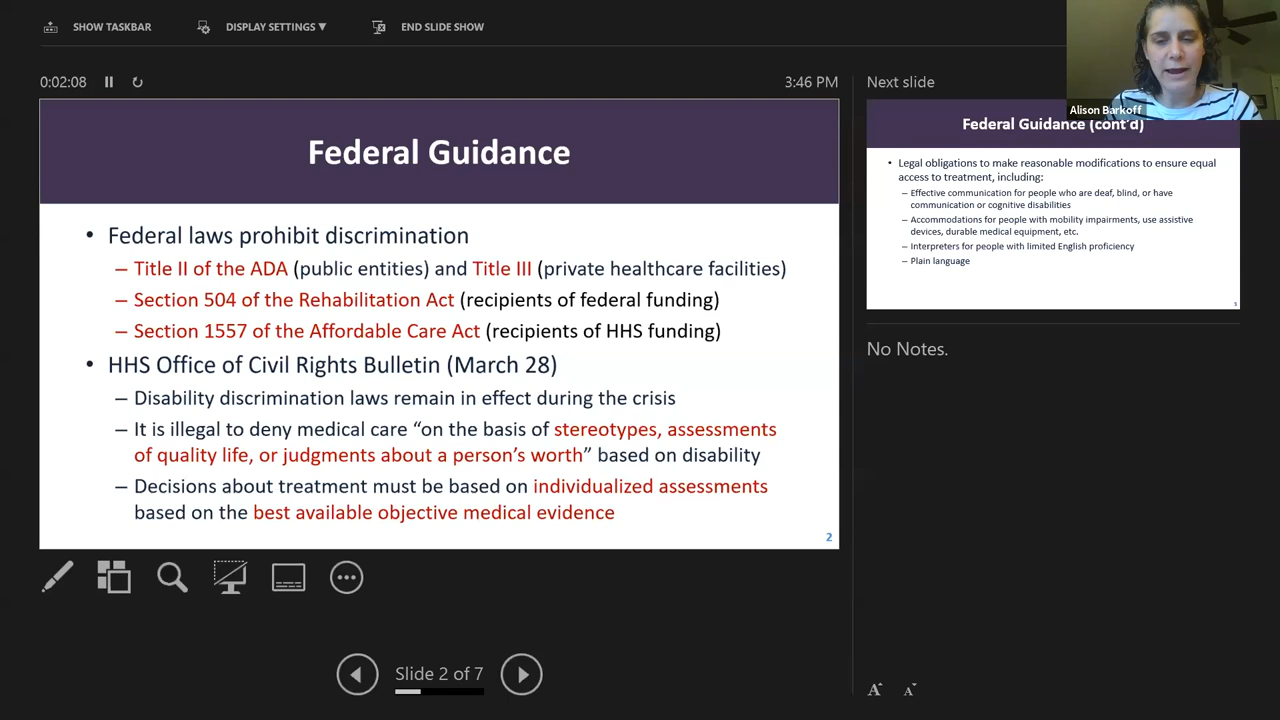 SHOW TASKBAR
DISPLAY SETTINGS ▼
END SLIDE SHOW
0:02:08
3:46 PM
Federal Guidance
• Federal laws prohibit discrimination
– Title II of the ADA (public entities) and Title III (private healthcare facilities)
– Section 504 of the Rehabilitation Act (recipients of federal funding)
– Section 1557 of the Affordable Care Act (recipients of HHS funding)
• HHS Office of Civil Rights Bulletin (March 28)
– Disability discrimination laws remain in effect during the crisis
– It is illegal to deny medical care “on the basis of stereotypes, assessments
of quality life, or judgments about a person’s worth” based on disability
– Decisions about treatment must be based on individualized assessments
based on the best available objective medical evidence
2
Slide 2 of 7
Next slide
Alison Barkoff
Federal Guidance (cont’d)
• Legal obligations to make reasonable modifications to ensure equal
access to treatment, including:
– Effective communication for people who are deaf, blind, or have
communication or cognitive disabilities
– Accommodations for people with mobility impairments, use assistive
devices, durable medical equipment, etc.
– Interpreters for people with limited English proficiency
– Plain language
No Notes.
A A